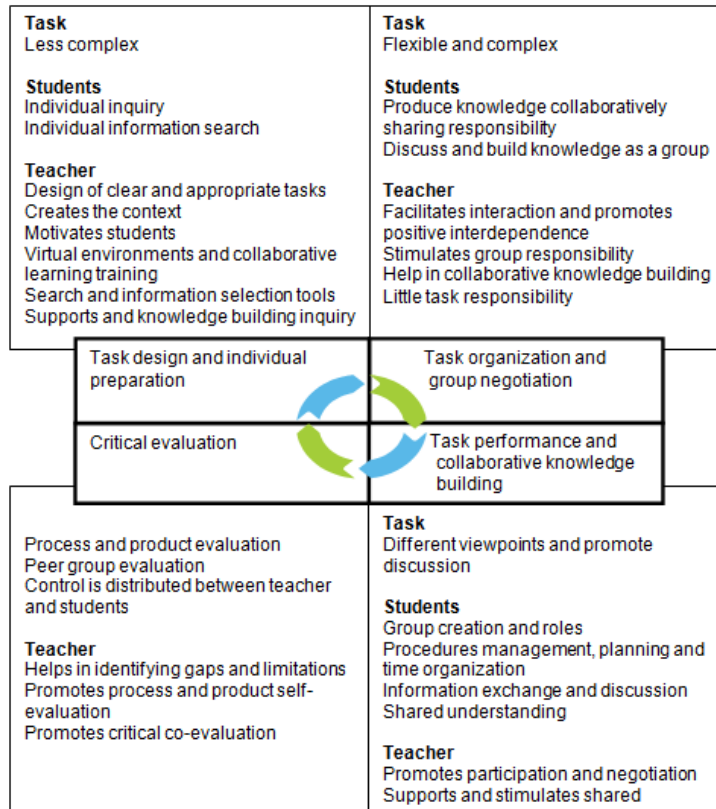 Task
Less complex
Students
Individual inquiry
Individual information search
Teacher
Design of clear and appropriate tasks
Creates the context
Motivates students
Virtual environments and collaborative
learning training
Search and information selection tools
Supports and knowledge building inquiry
Task
Flexible and complex
Students
Produce knowledge collaboratively
sharing responsibility
Discuss and build knowledge as a group
Teacher
Facilitates interaction and promotes
positive interdependence
Stimulates group responsibility
Help in collaborative knowledge building
Little task responsibility
Task design and individual
preparation
Task organization and
group negotiation
Critical evaluation
Task performance and
collaborative knowledge
building
Process and product evaluation
Peer group evaluation
Control is distributed between teacher
and students
Teacher
Helps in identifying gaps and limitations
Promotes process and product self-
evaluation
Promotes critical co-evaluation
Task
Different viewpoints and promote
discussion
Students
Group creation and roles
Procedures management, planning and
time organization
Information exchange and discussion
Shared understanding
Teacher
Promotes participation and negotiation
Supports and stimulates shared